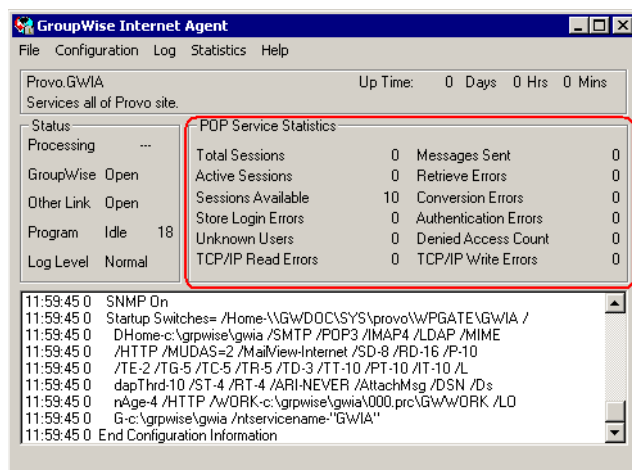 GroupWise Internet Agent
File Configuration Log Statistics Help
Provo.GWIA Up Time: 0 Days 0 Hrs 0 Mins
Services all of Provo site.
Status
Processing ---
GroupWise Open
Other Link Open
Program Idle 18
Log Level Normal
POP Service Statistics
Total Sessions 0 Messages Sent 0
Active Sessions 0 Retrieve Errors 0
Sessions Available 10 Conversion Errors 0
Store Login Errors 0 Authentication Errors 0
Unknown Users 0 Denied Access Count 0
TCP/IP Read Errors 0 TCP/IP Write Errors 0
11:59:45 0 SNMP On
11:59:45 0 Startup Switches= /Home-\\GWDOC\SYS\provo\WPGATE\GWIA /
11:59:45 0 DHome-c:\grpwise\gwia /SMTP /POP3 /IMAP4 /LDAP /MIME
11:59:45 0 /HTTP /MUDAS=2 /MailView-Internet /SD-8 /RD-16 /P-10
11:59:45 0 /TE-2 /TG-5 /TC-5 /TR-5 /TD-3 /TT-10 /PT-10 /IT-10 /L
11:59:45 0 dapThrd-10 /ST-4 /RT-4 /ARI-NEVER /AttachMsg /DSN /Ds
11:59:45 0 nAge-4 /HTTP /WORK-c:\grpwise\gwia\000.prc\GWWORK /LO
11:59:45 0 G-c:\grpwise\gwia /ntservicename-"GWIA"
11:59:45 0 End Configuration Information